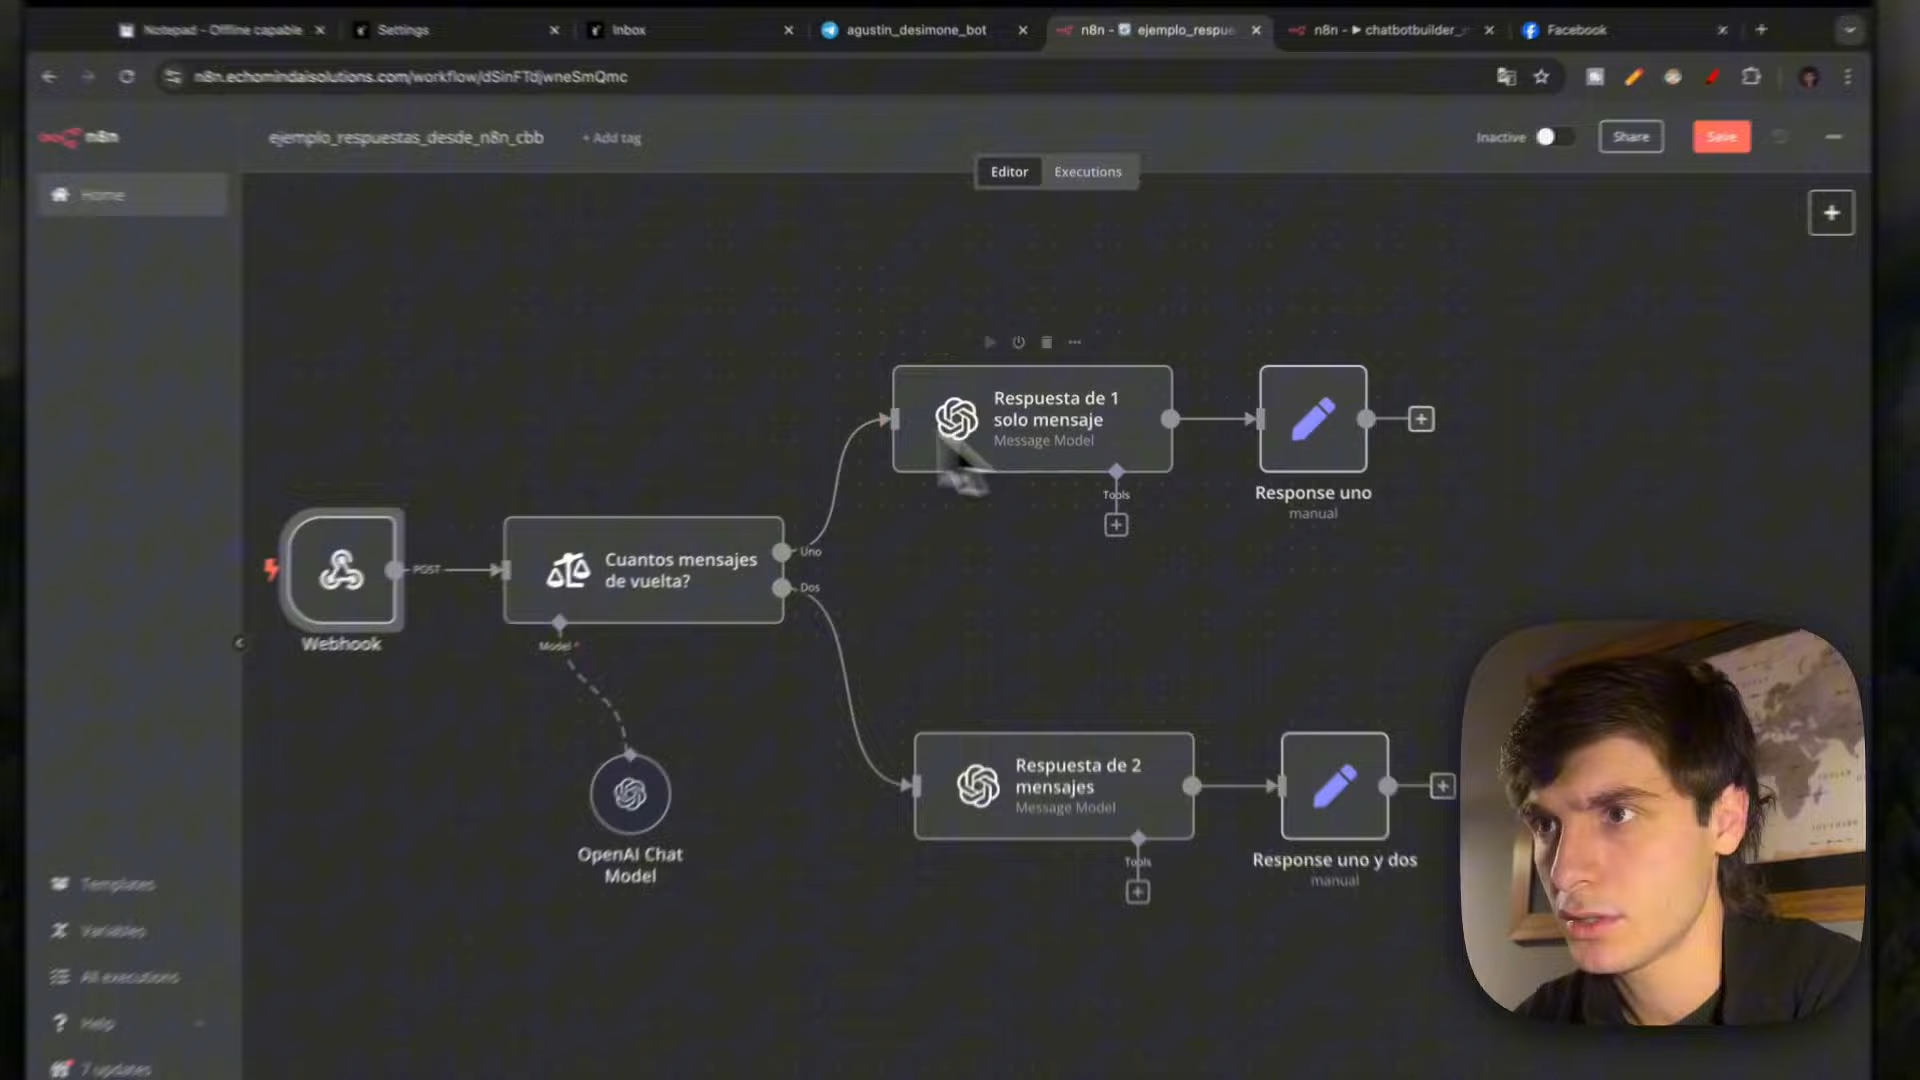 Notepad - Offline capable
Settings
Inbox
agustin_desimone_bot
n8n - ejemplo_respue
n8n - chatbotbuilder_
Facebook
n8n.echomindaisolutions.com/workflow/dSinFTdjwneSmQmc
n8n
ejemplo_respuestas_desde_n8n_cbb
+ Add tag
Inactive
Share
Save
Editor
Executions
Home
Respuesta de 1
solo mensaje
Message Model
Tools
Response uno
manual
POST
Webhook
Cuantos mensajes
de vuelta?
Uno
Dos
Model *
OpenAI Chat
Model
Respuesta de 2
mensajes
Message Model
Tools
Response uno y dos
manual
Templates
Variables
All executions
Help
7 updates